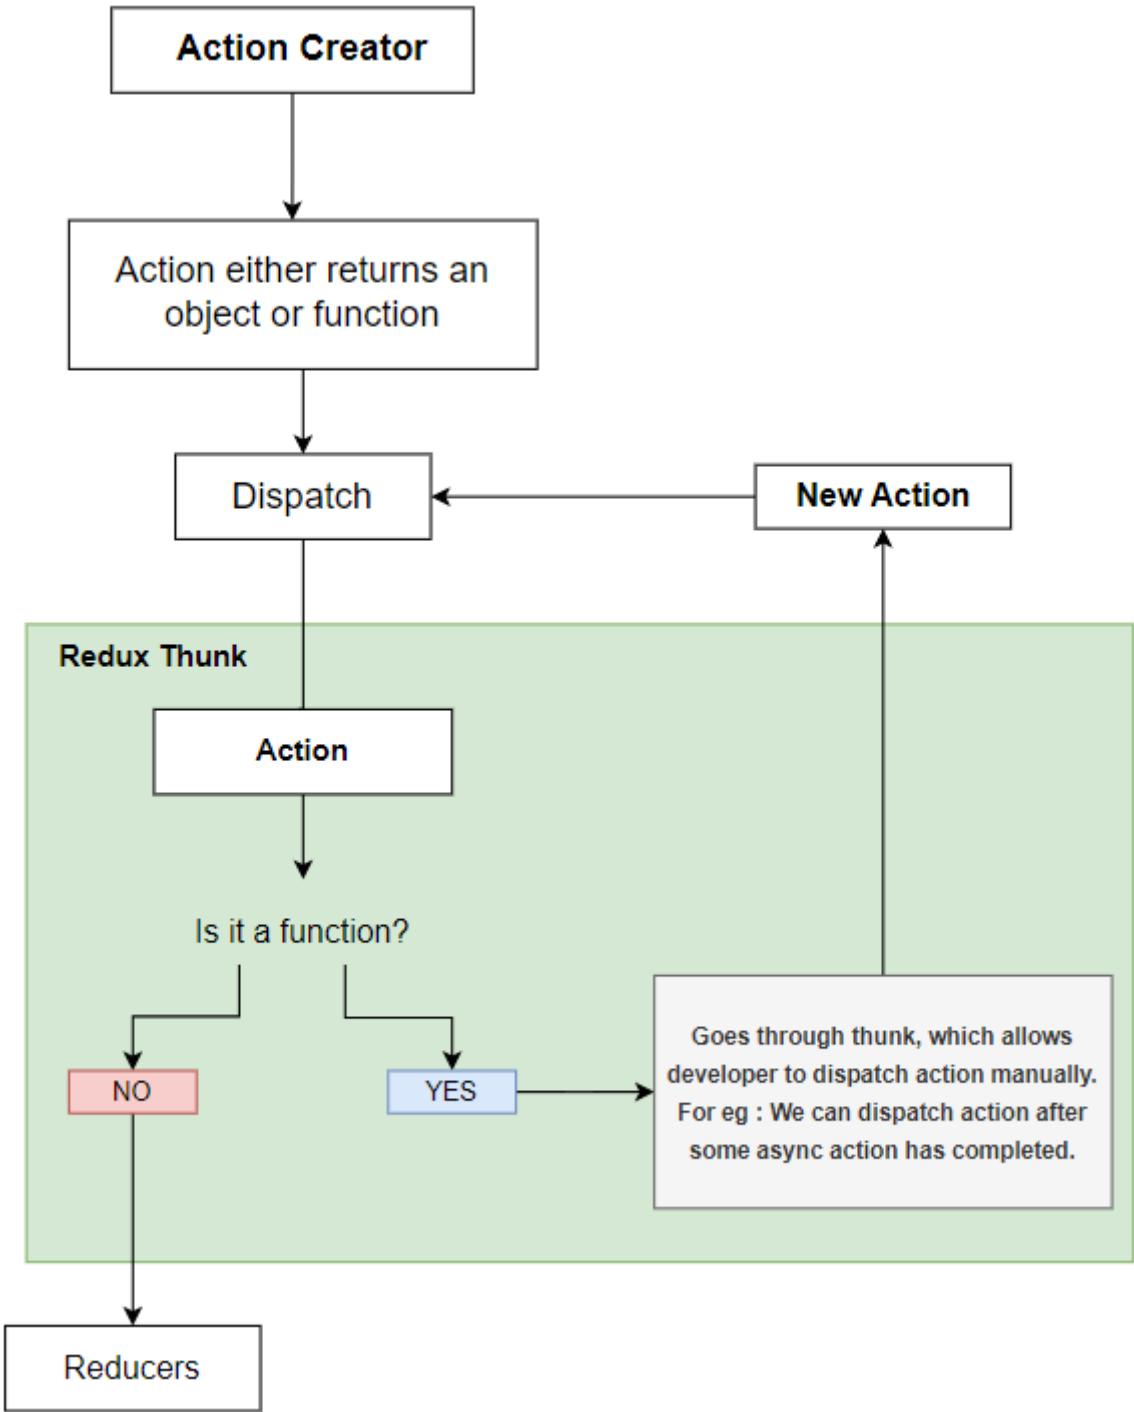 Action Creator
Action either returns an
object or function
Dispatch
New Action
Redux Thunk
Action
Is it a function?
NO
YES
Goes through thunk, which allows
developer to dispatch action manually.
For eg : We can dispatch action after
some async action has completed.
Reducers